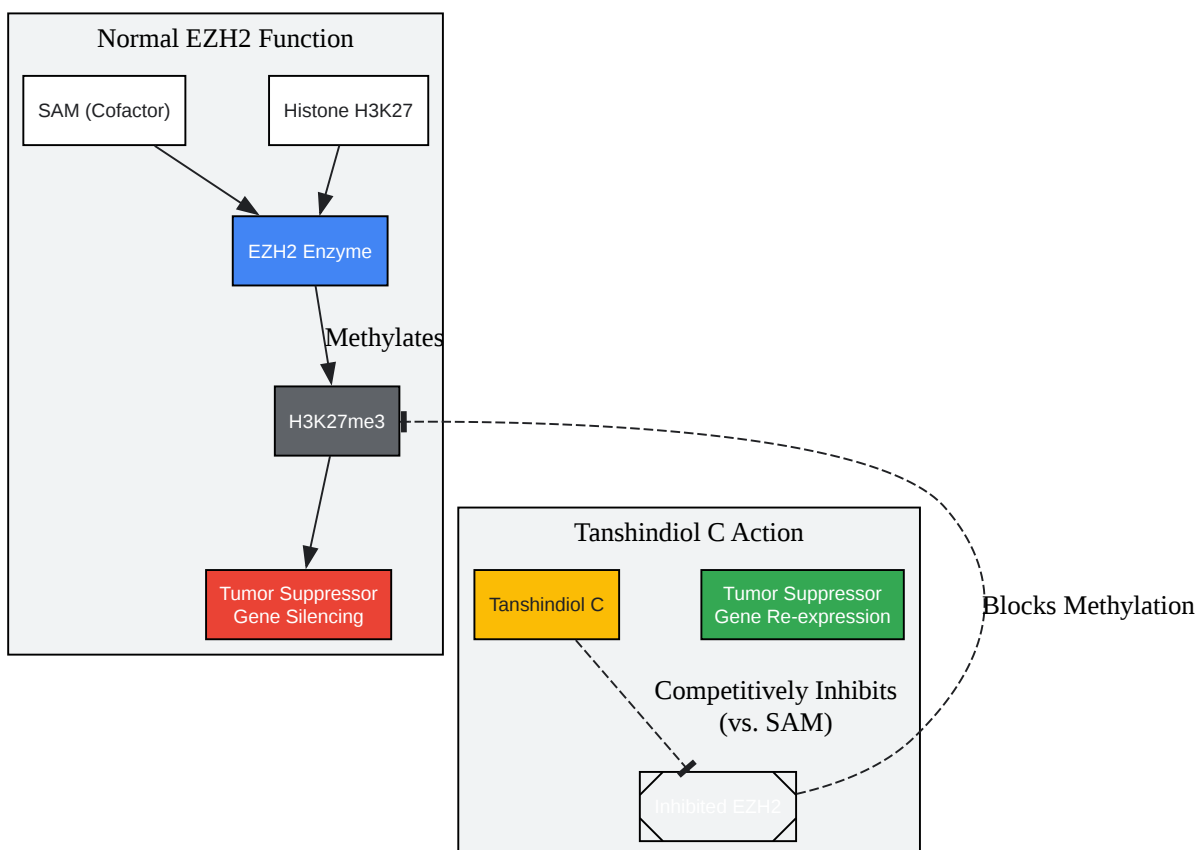 Normal EZH2 Function
SAM (Cofactor)
Histone H3K27
EZH2 Enzyme
Methylates
H3K27me3
Tumor Suppressor
Gene Silencing
Tanshindiol C Action
Tanshindiol C
Tumor Suppressor
Gene Re-expression
Blocks Methylation
Competitively Inhibits
(vs. SAM)
Inhibited EZH2